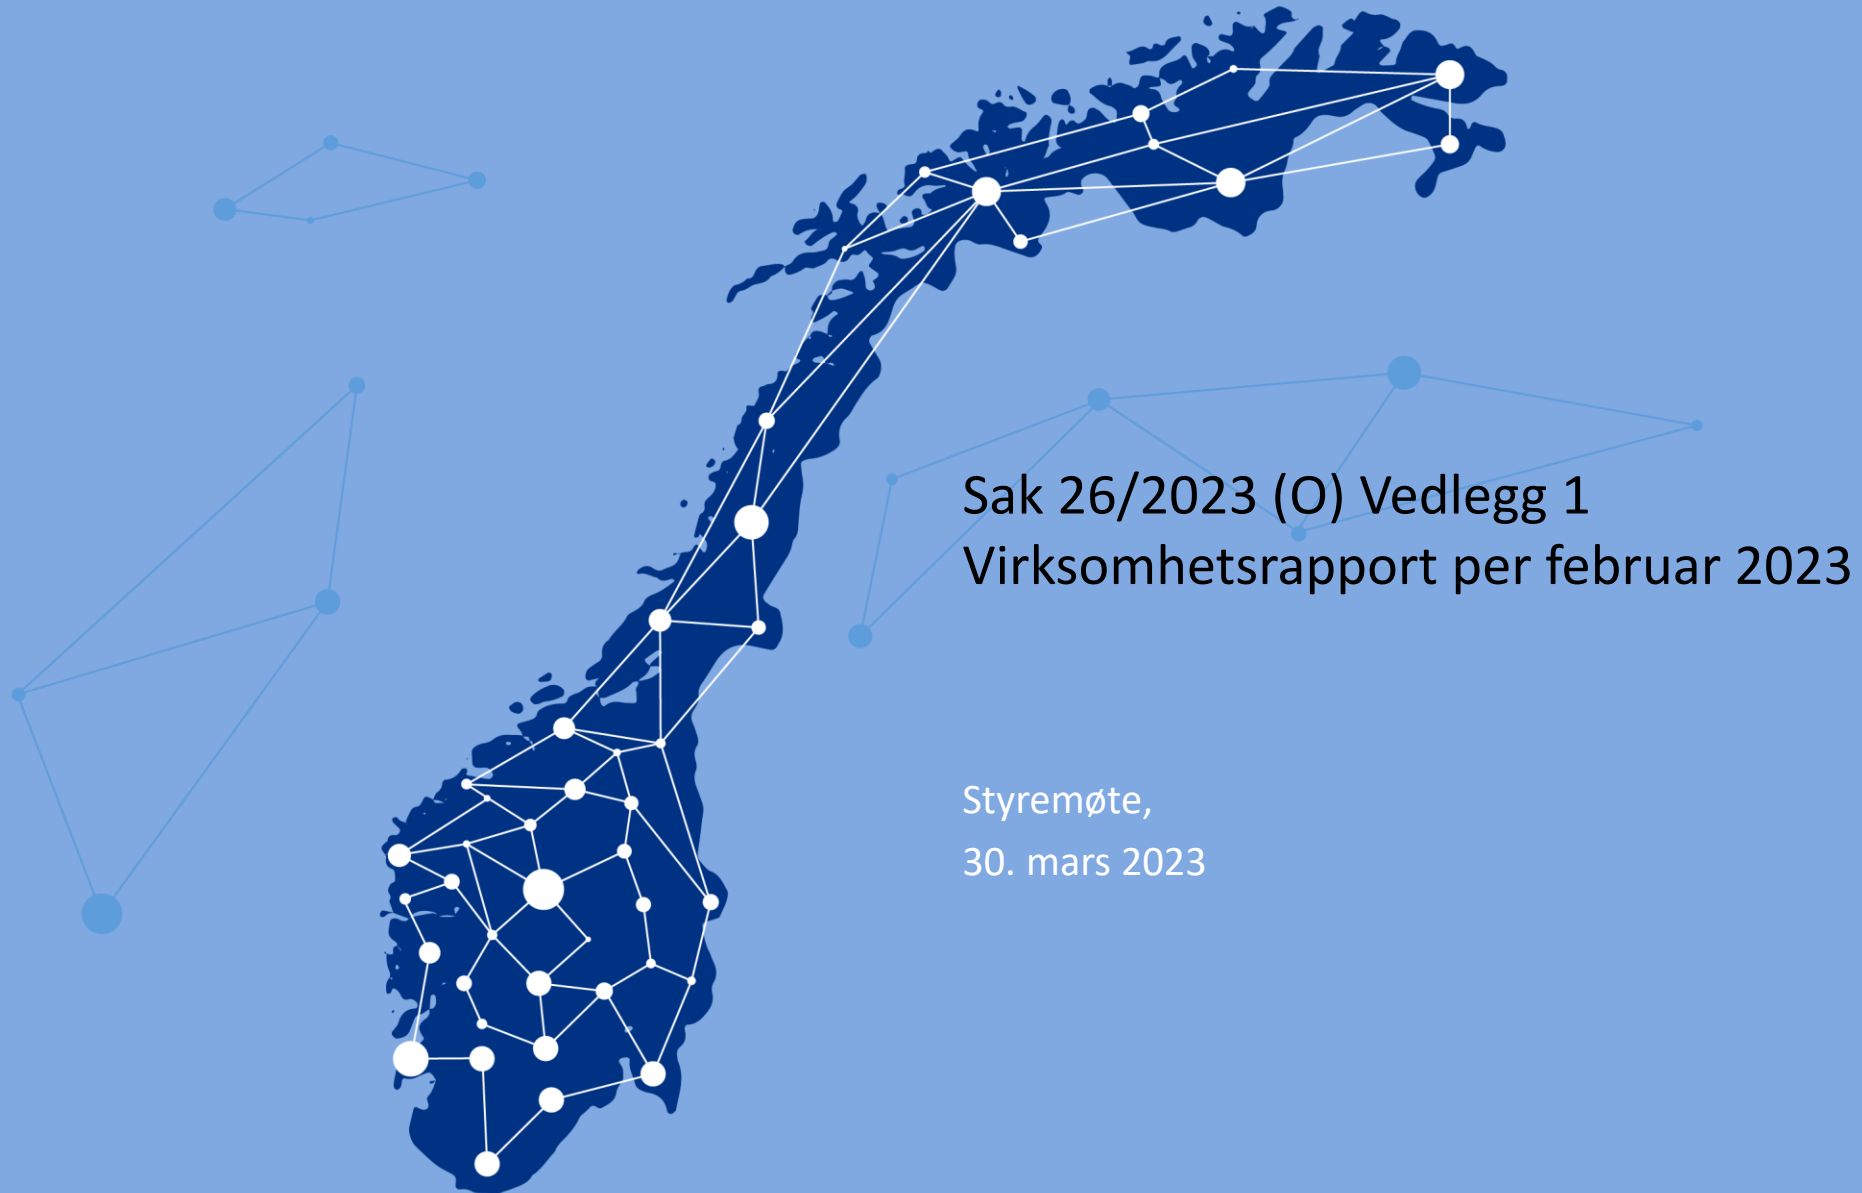 Sak 26/2023 (O) Vedlegg 1
Virksomhetsrapport per februar 2023
Styremøte,
30. mars 2023